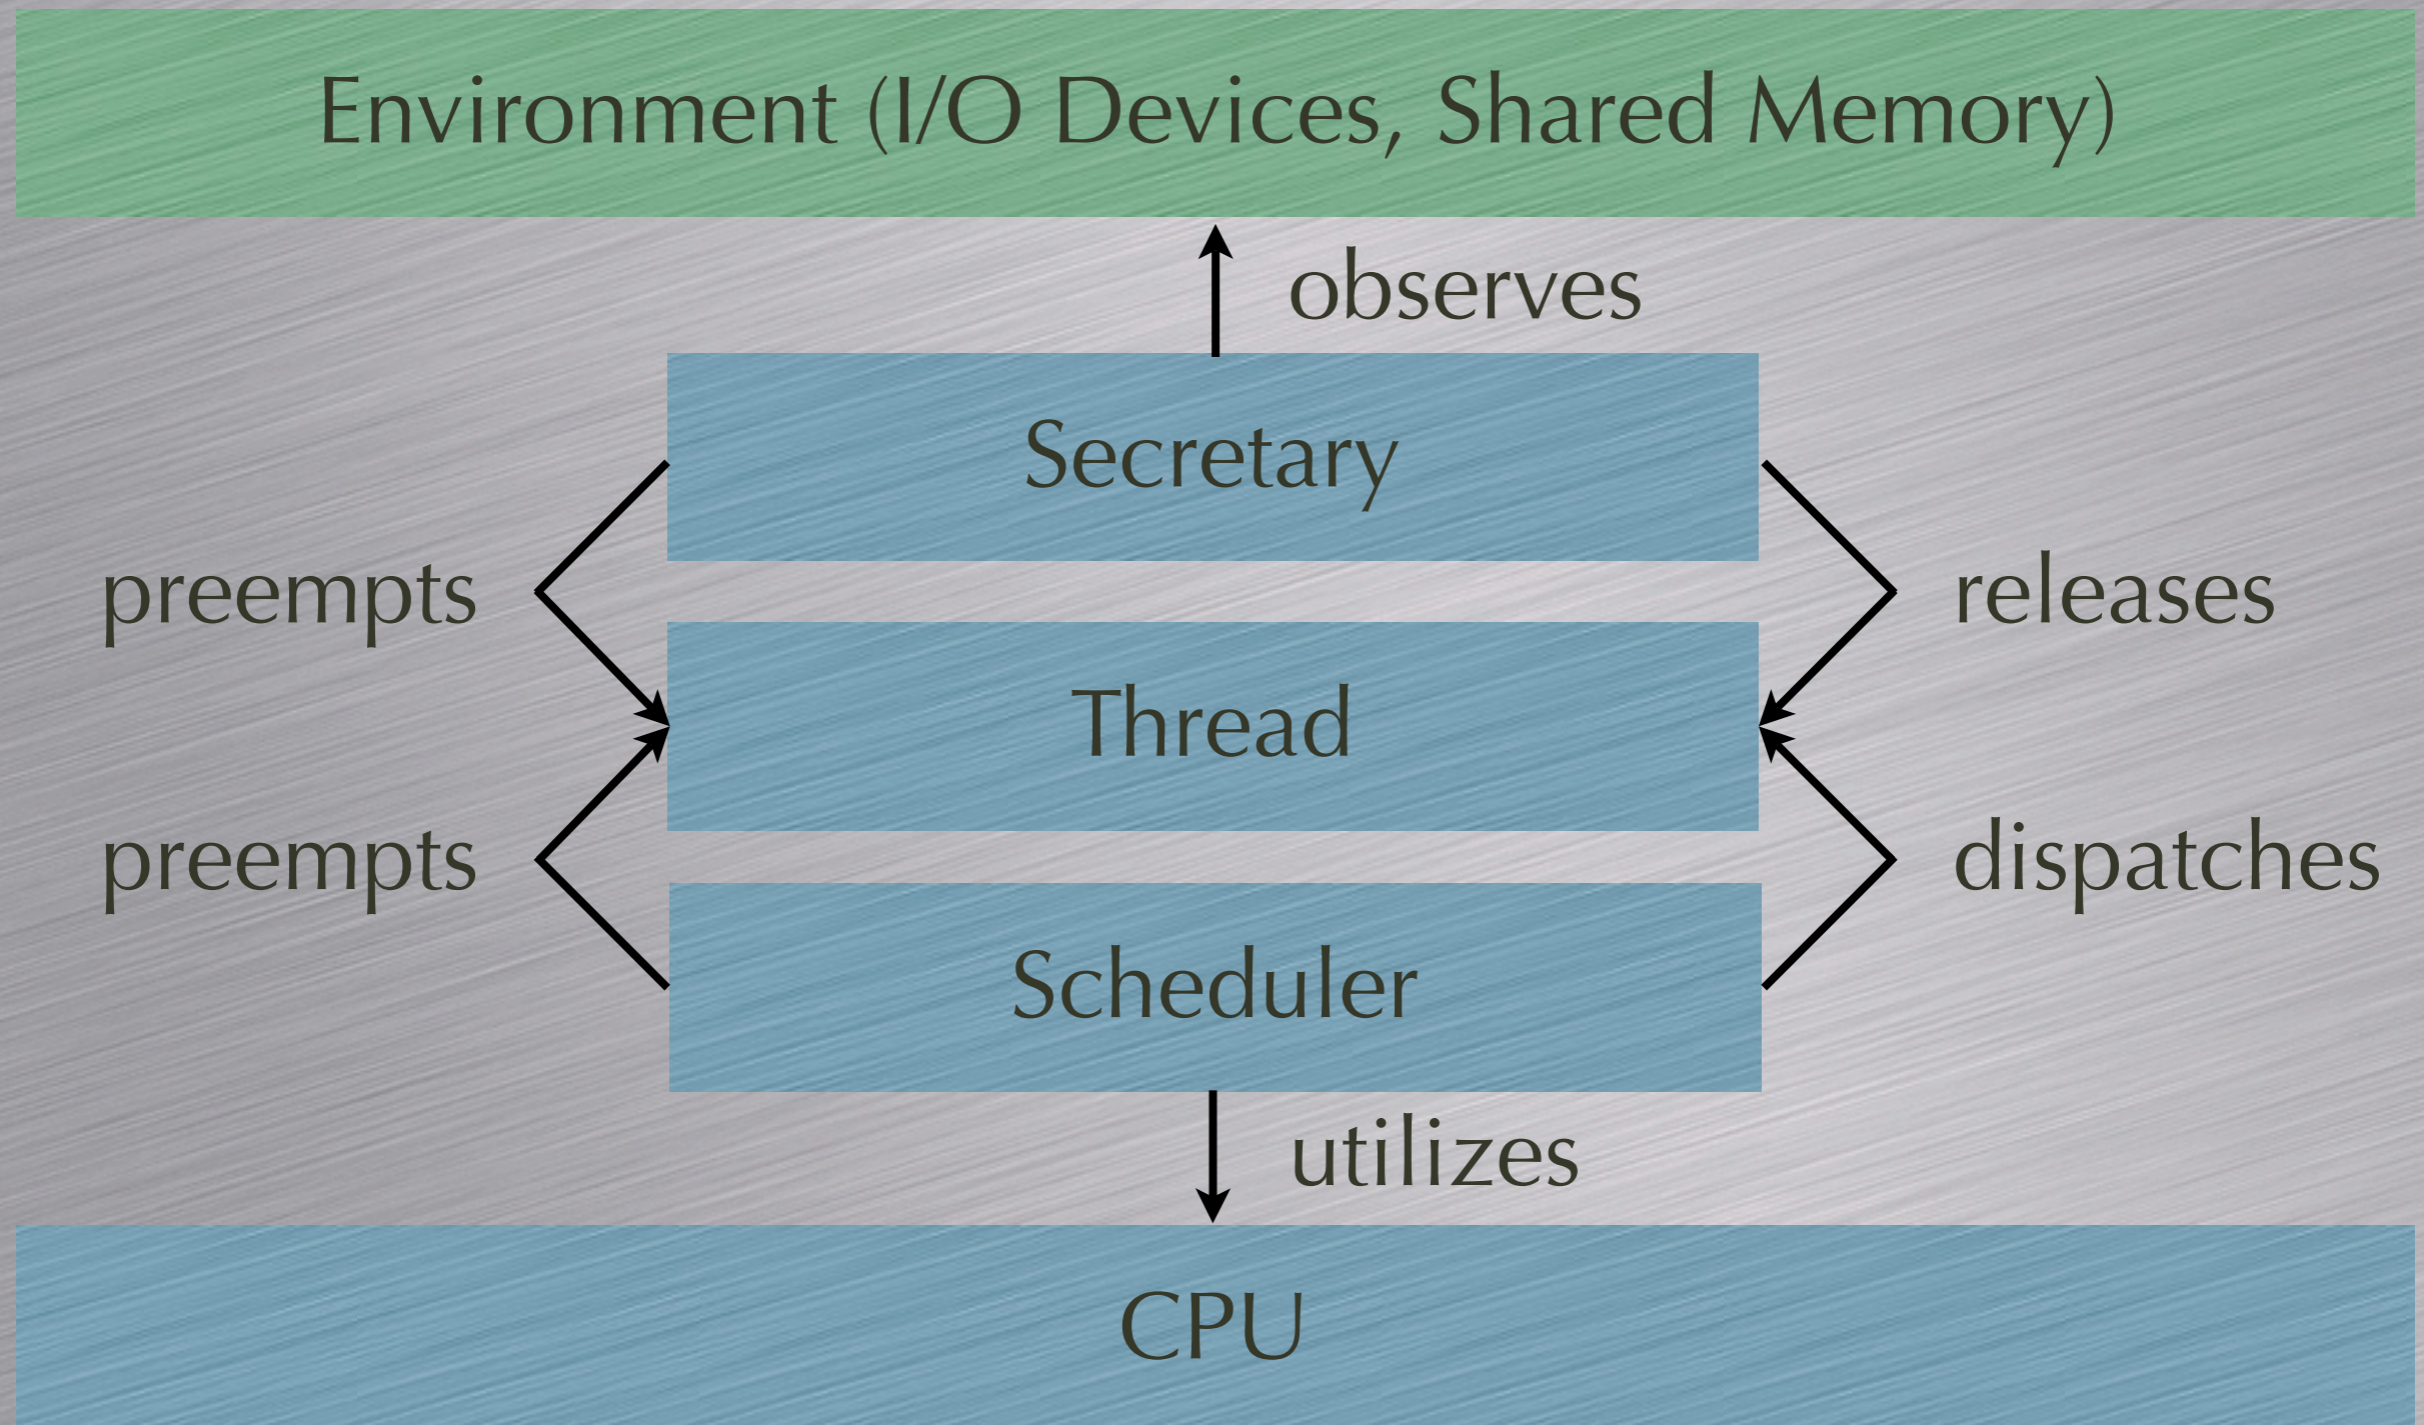 Environment (I/O Devices, Shared Memory)
observes
Secretary
preempts
releases
Thread
preempts
dispatches
Scheduler
utilizes
CPU